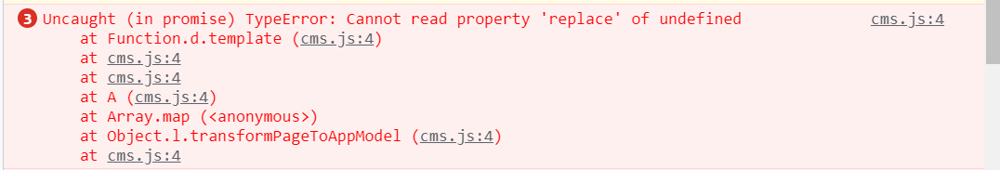 3 Uncaught (in promise) TypeError: Cannot read property 'replace' of undefined cms.js:4
at Function.d.template (cms.js:4)
at cms.js:4
at cms.js:4
at A (cms.js:4)
at Array.map (<anonymous>)
at Object.l.transformPageToAppModel (cms.js:4)
at cms.js:4